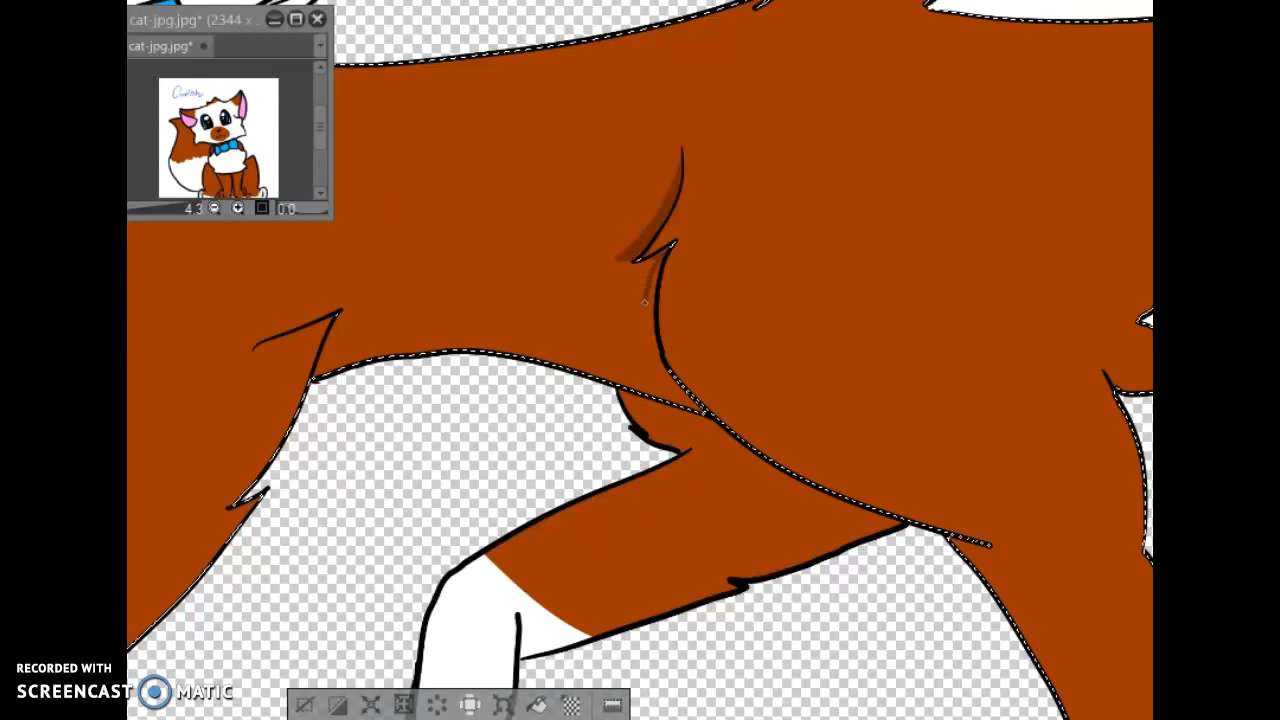 cat-jpg.jpg* (2344 x
cat-jpg.jpg*
4.3
0.0
RECORDED WITH
SCREENCAST MATIC